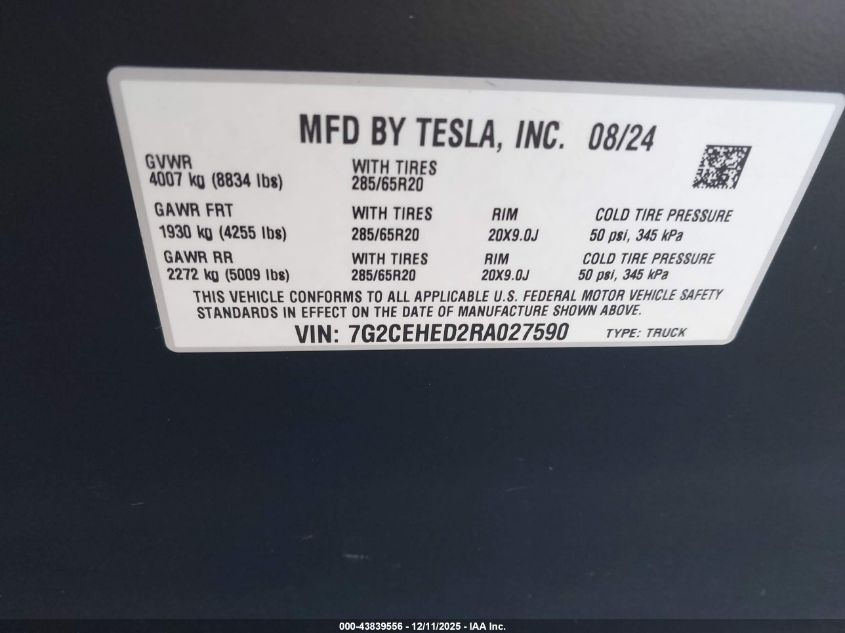 MFD BY TESLA, INC. 08/24
GVWR WITH TIRES
4007 kg (8834 lbs) 285/65R20
GAWR FRT WITH TIRES RIM COLD TIRE PRESSURE
1930 kg (4255 lbs) 285/65R20 20X9.0J 50 psi, 345 kPa
GAWR RR WITH TIRES RIM COLD TIRE PRESSURE
2272 kg (5009 lbs) 285/65R20 20X9.0J 50 psi, 345 kPa
THIS VEHICLE CONFORMS TO ALL APPLICABLE U.S. FEDERAL MOTOR VEHICLE SAFETY
STANDARDS IN EFFECT ON THE DATE OF MANUFACTURE SHOWN ABOVE.
VIN: 7G2CEHED2RA027590 TYPE: TRUCK
000-43839556 - 12/11/2025 - IAA Inc.